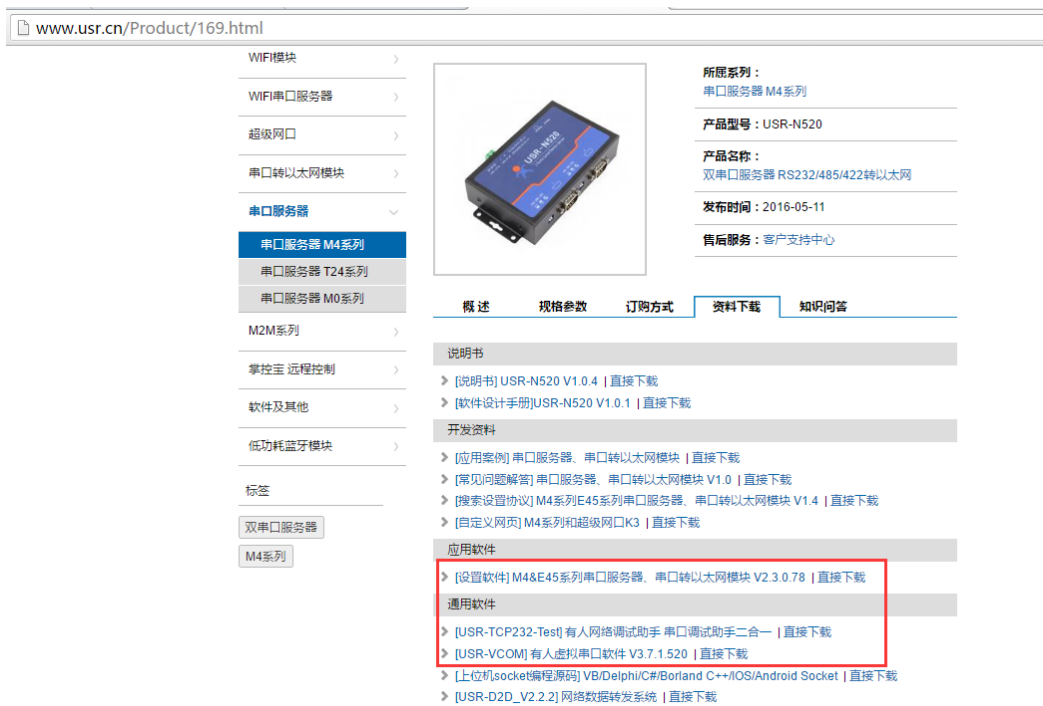 www.usr.cn/Product/169.html
WIFI模块
WIFI串口服务器
超级网口
串口转以太网模块
串口服务器
串口服务器 M4系列
串口服务器 T24系列
串口服务器 M0系列
M2M系列
掌控宝 远程控制
软件及其他
低功耗蓝牙模块
标签
双串口服务器
M4系列
USR-N520
所属系列：
串口服务器 M4系列
产品型号：USR-N520
产品名称：
双串口服务器 RS232/485/422转以太网
发布时间：2016-05-11
售后服务：客户支持中心
概 述 规格参数 订购方式 资料下载 知识问答
说明书
[说明书] USR-N520 V1.0.4 | 直接下载
[软件设计手册]USR-N520 V1.0.1 | 直接下载
开发资料
[应用案例] 串口服务器、串口转以太网模块 | 直接下载
[常见问题解答] 串口服务器、串口转以太网模块 V1.0 | 直接下载
[搜索设置协议] M4系列E45系列串口服务器、串口转以太网模块 V1.4 | 直接下载
[自定义网页] M4系列和超级网口K3 | 直接下载
应用软件
[设置软件] M4&E45系列串口服务器、串口转以太网模块 V2.3.0.78 | 直接下载
通用软件
[USR-TCP232-Test] 有人网络调试助手 串口调试助手二合一 | 直接下载
[USR-VCOM] 有人虚拟串口软件 V3.7.1.520 | 直接下载
[上位机socket编程源码] VB/Delphi/C#/Borland C++/IOS/Android Socket | 直接下载
[USR-D2D_V2.2.2] 网络数据转发系统 | 直接下载